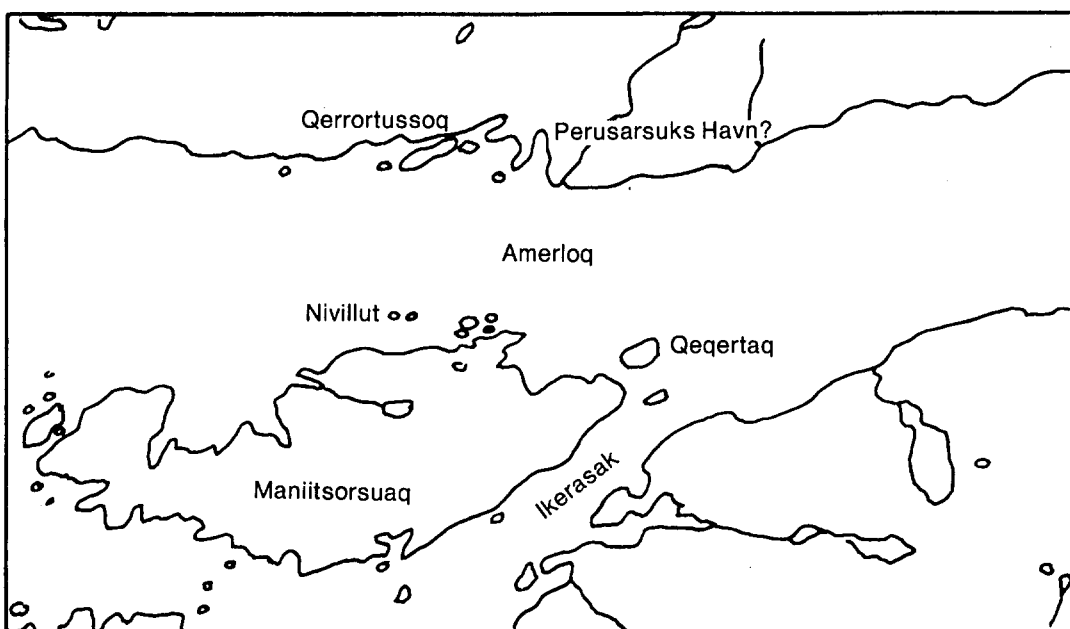 Qerrortussoq
Perusarsuks Havn?
Amerloq
Nivillut
Qeqertaq
Maniitsorsuaq
Ikerasak